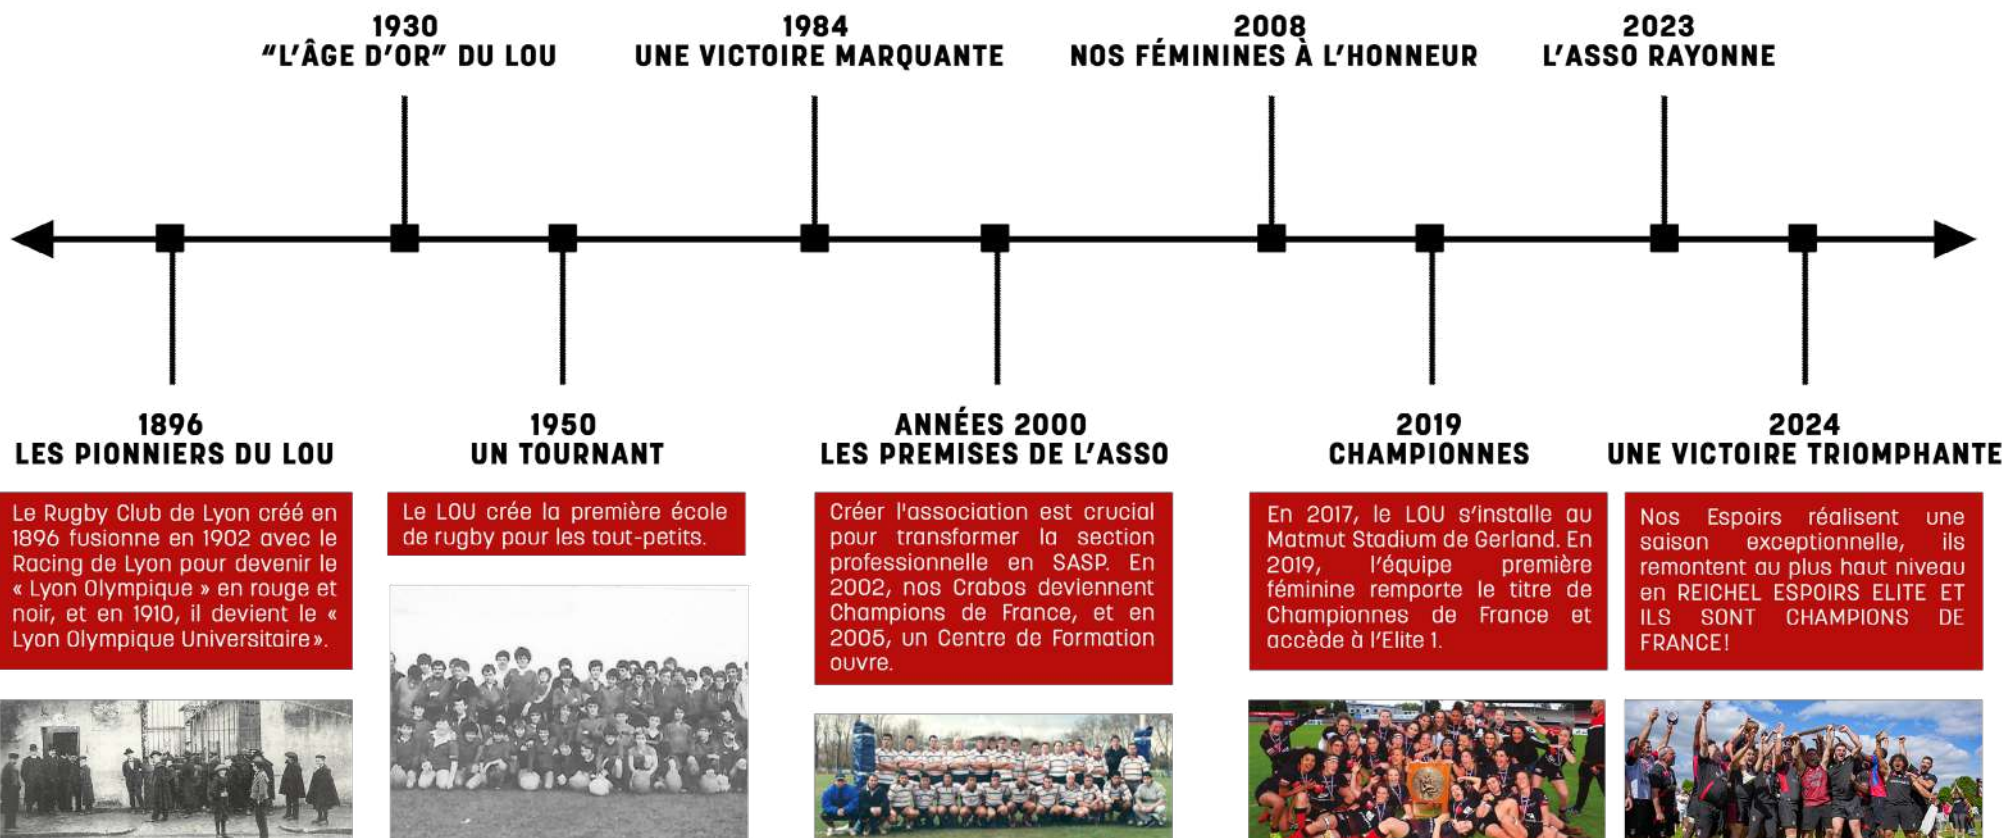 1930
“L’ÂGE D’OR” DU LOU
1984
UNE VICTOIRE MARQUANTE
2008
NOS FÉMININES À L’HONNEUR
2023
L’ASSO RAYONNE
1896
LES PIONNIERS DU LOU
Le Rugby Club de Lyon créé en
1896 fusionne en 1902 avec le
Racing de Lyon pour devenir le
« Lyon Olympique » en rouge et
noir, et en 1910, il devient le «
Lyon Olympique Universitaire».
1950
UN TOURNANT
Le LOU crée la première école
de rugby pour les tout-petits.
ANNÉES 2000
LES PREMISES DE L’ASSO
Créer l'association est crucial
pour transformer la section
professionnelle en SASP. En
2002, nos Crabos deviennent
Champions de France, et en
2005, un Centre de Formation
ouvre.
2019
CHAMPIONNES
En 2017, le LOU s’installe au
Matmut Stadium de Gerland. En
2019, l’équipe première
féminine remporte le titre de
Championnes de France et
accède à l’Elite 1.
2024
UNE VICTOIRE TRIOMPHANTE
Nos Espoirs réalisent une
saison exceptionnelle, ils
remontent au plus haut niveau
en REICHEL ESPOIRS ELITE ET
ILS SONT CHAMPIONS DE
FRANCE!